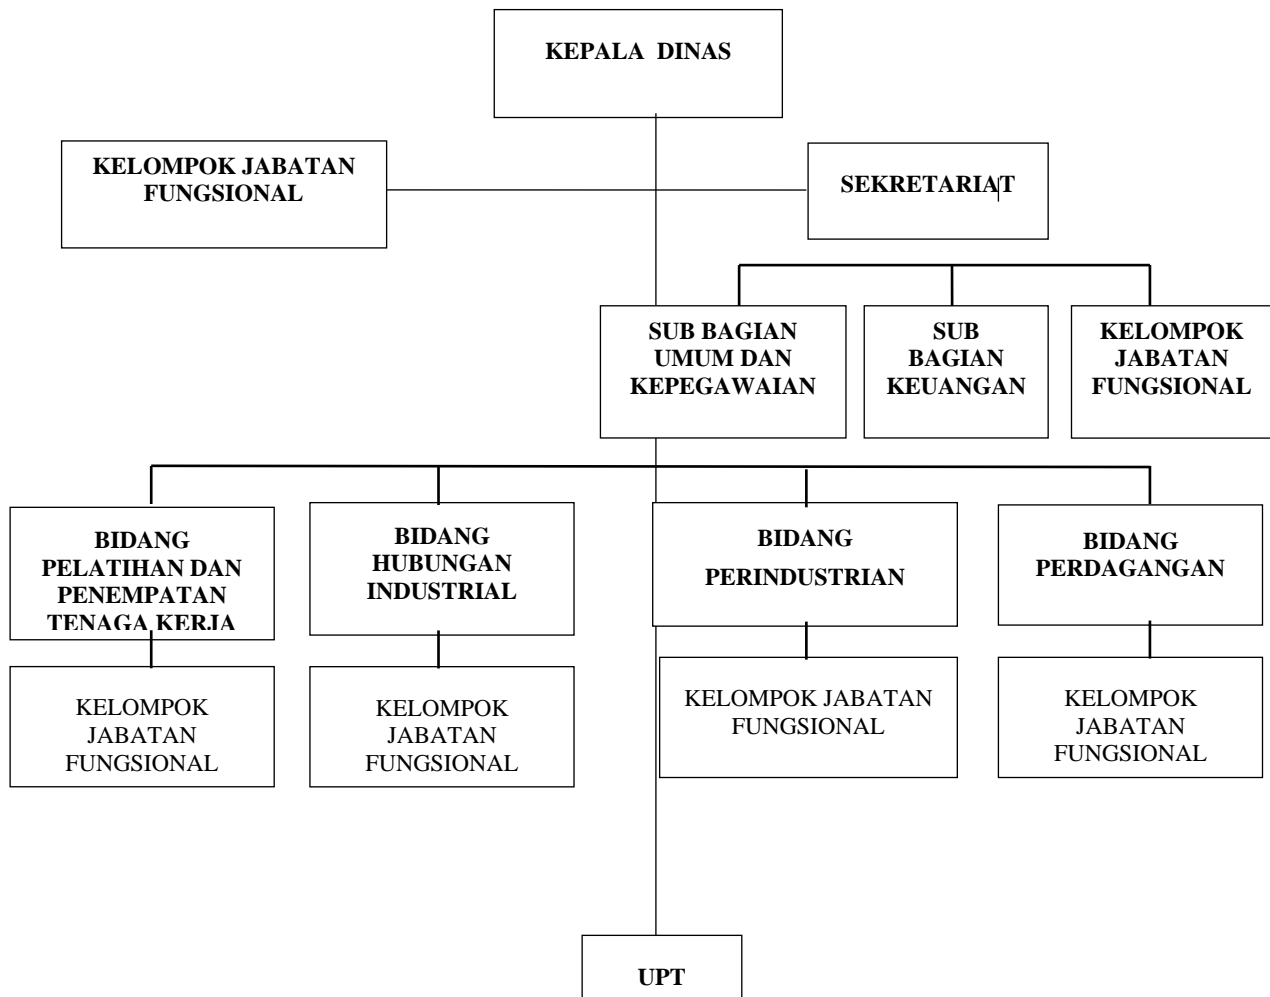 KEPALA DINAS
KELOMPOK JABATAN
FUNGSIONAL
SEKRETARIAT
SUB BAGIAN
UMUM DAN
KEPEGAWAIAN
SUB
BAGIAN
KEUANGAN
KELOMPOK
JABATAN
FUNGSIONAL
BIDANG
PELATIHAN DAN
PENEMPATAN
TENAGA KERJA
BIDANG
HUBUNGAN
INDUSTRIAL
BIDANG
PERINDUSTRIAN
BIDANG
PERDAGANGAN
KELOMPOK
JABATAN
FUNGSIONAL
KELOMPOK
JABATAN
FUNGSIONAL
KELOMPOK JABATAN
FUNGSIONAL
KELOMPOK
JABATAN
FUNGSIONAL
UPT